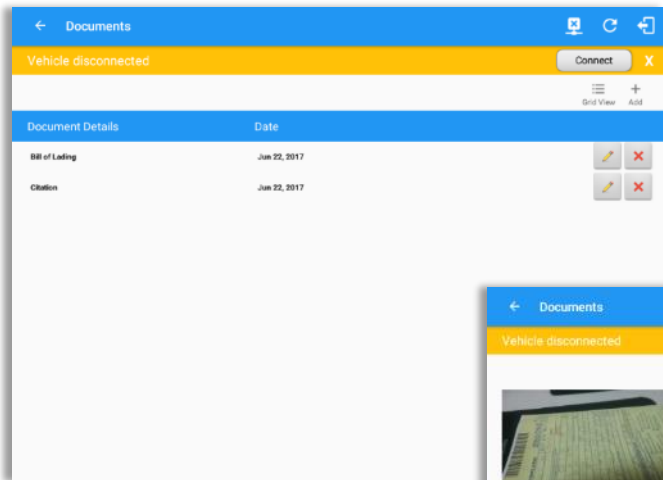 Documents
Vehicle disconnected
Connect
X
Grid View
Add
Document Details
Date
Bill of Lading
Jun 22, 2017
Citation
Jun 22, 2017
Documents
Vehicle disconnected